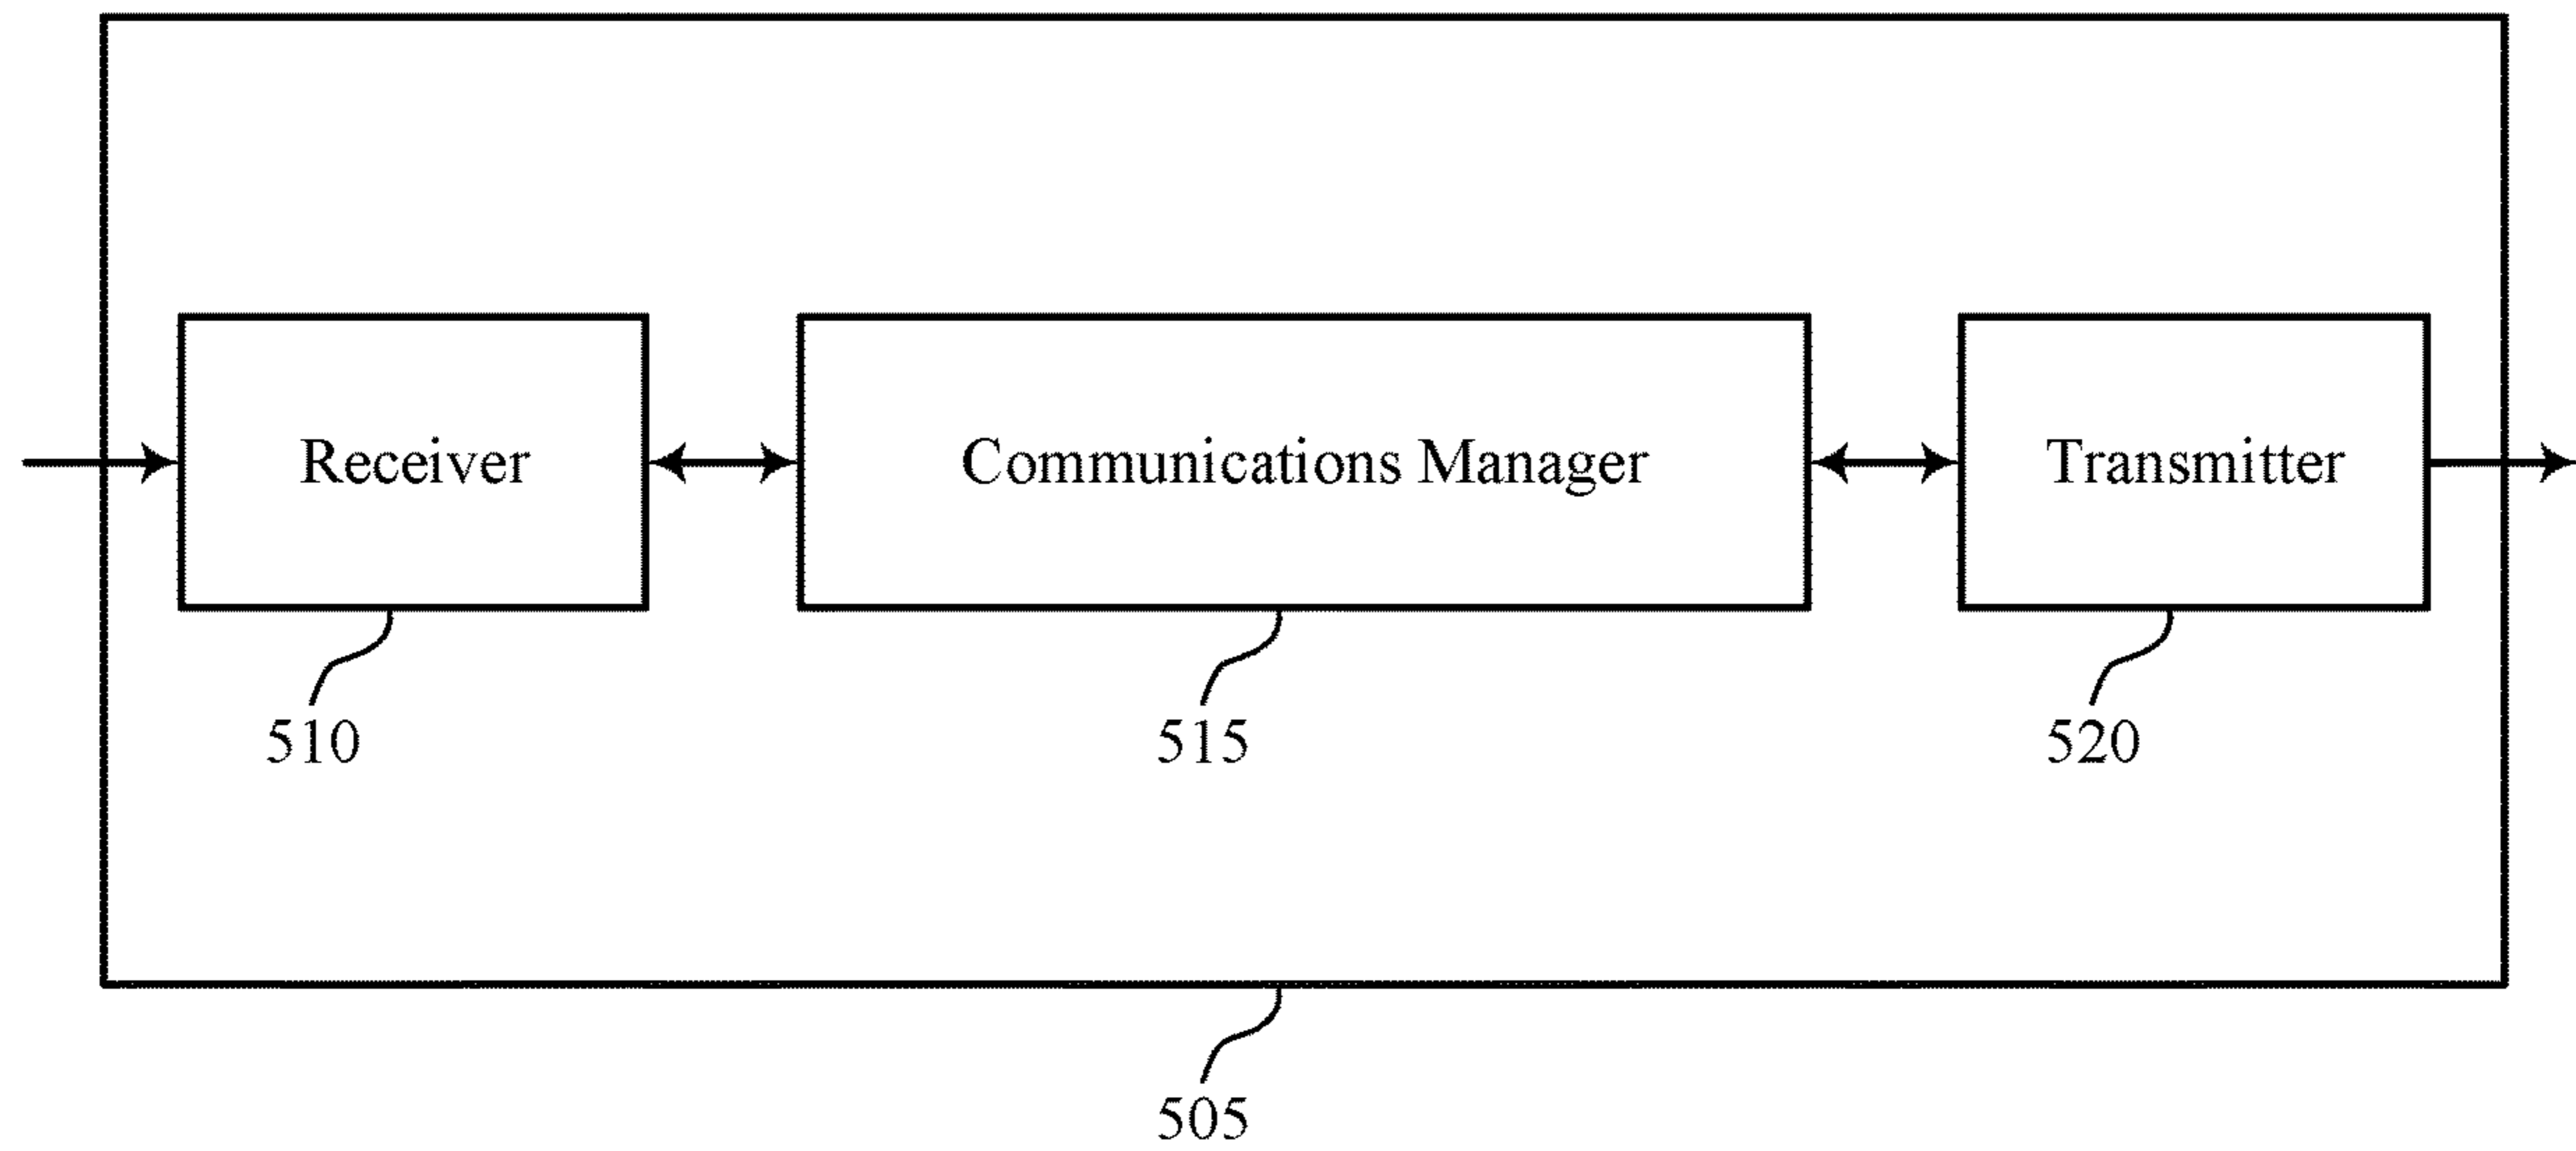 Receiver
Communications Manager
Transmitter
510
515
520
505